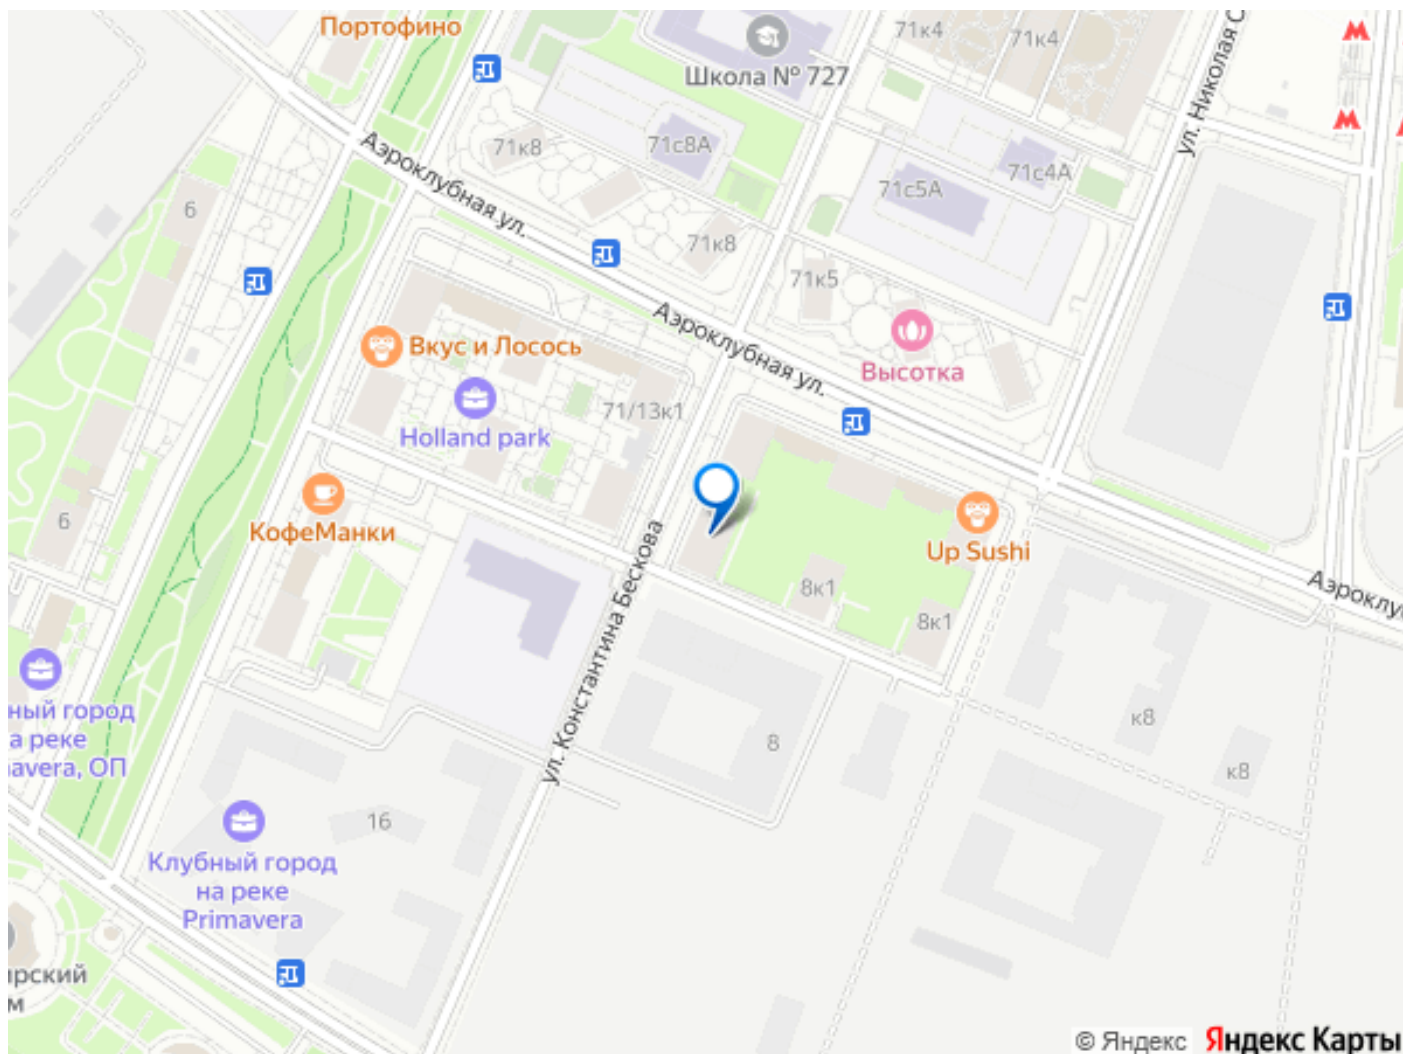 Портофино
Школа № 727
71к4
71к4
ул. Николая С
71к8
71с8А
71с5А
71с4А
Аэроклубная ул.
6
71к8
71к5
Высотка
Аэроклубная ул.
Вкус и Лосось
Holland park
71/13к1
КофеМанки
6
Up Sushi
ул. Константина Бескова
8к1
8к1
Аэроклу
ный город
а реке
avera, ОП
8
к8
к8
16
Клубный город
на реке
Primavera
рский
м
© Яндекс Яндекс Карты